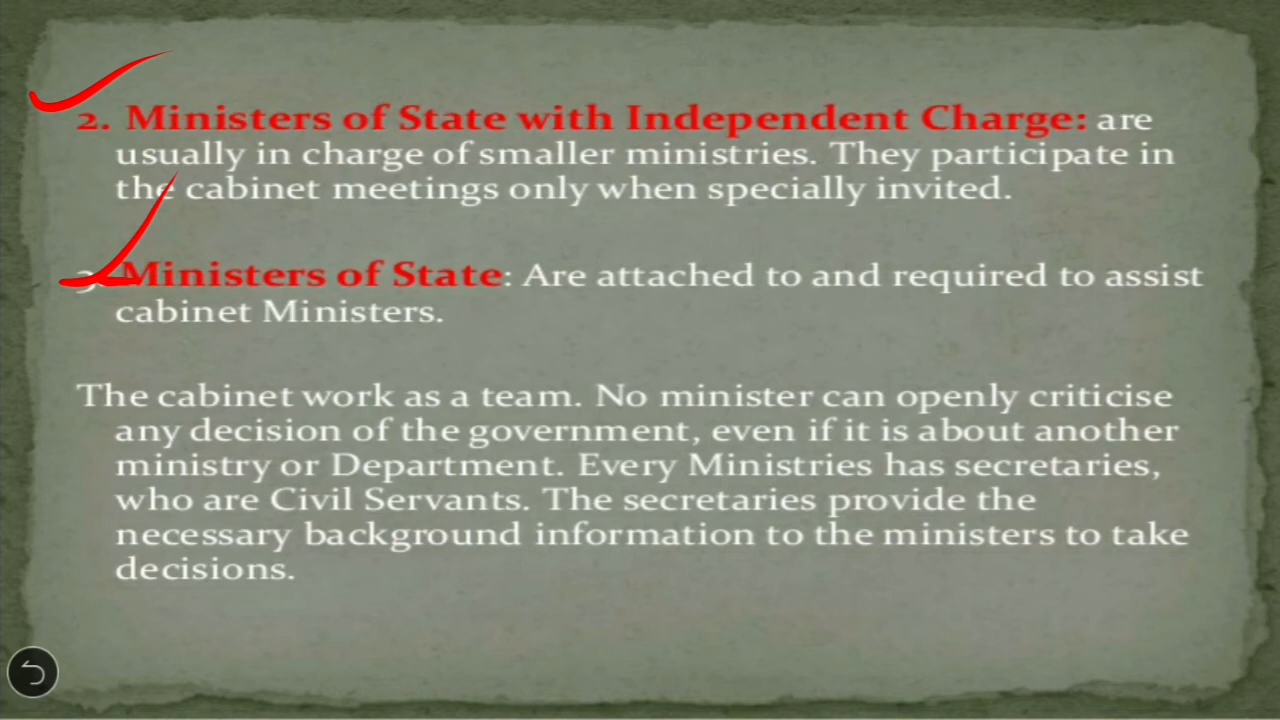 2. Ministers of State with Independent Charge: are
usually in charge of smaller ministries. They participate in
the cabinet meetings only when specially invited.
Ministers of State: Are attached to and required to assist
cabinet Ministers.
The cabinet work as a team. No minister can openly criticise
any decision of the government, even if it is about another
ministry or Department. Every Ministries has secretaries,
who are Civil Servants. The secretaries provide the
necessary background information to the ministers to take
decisions.